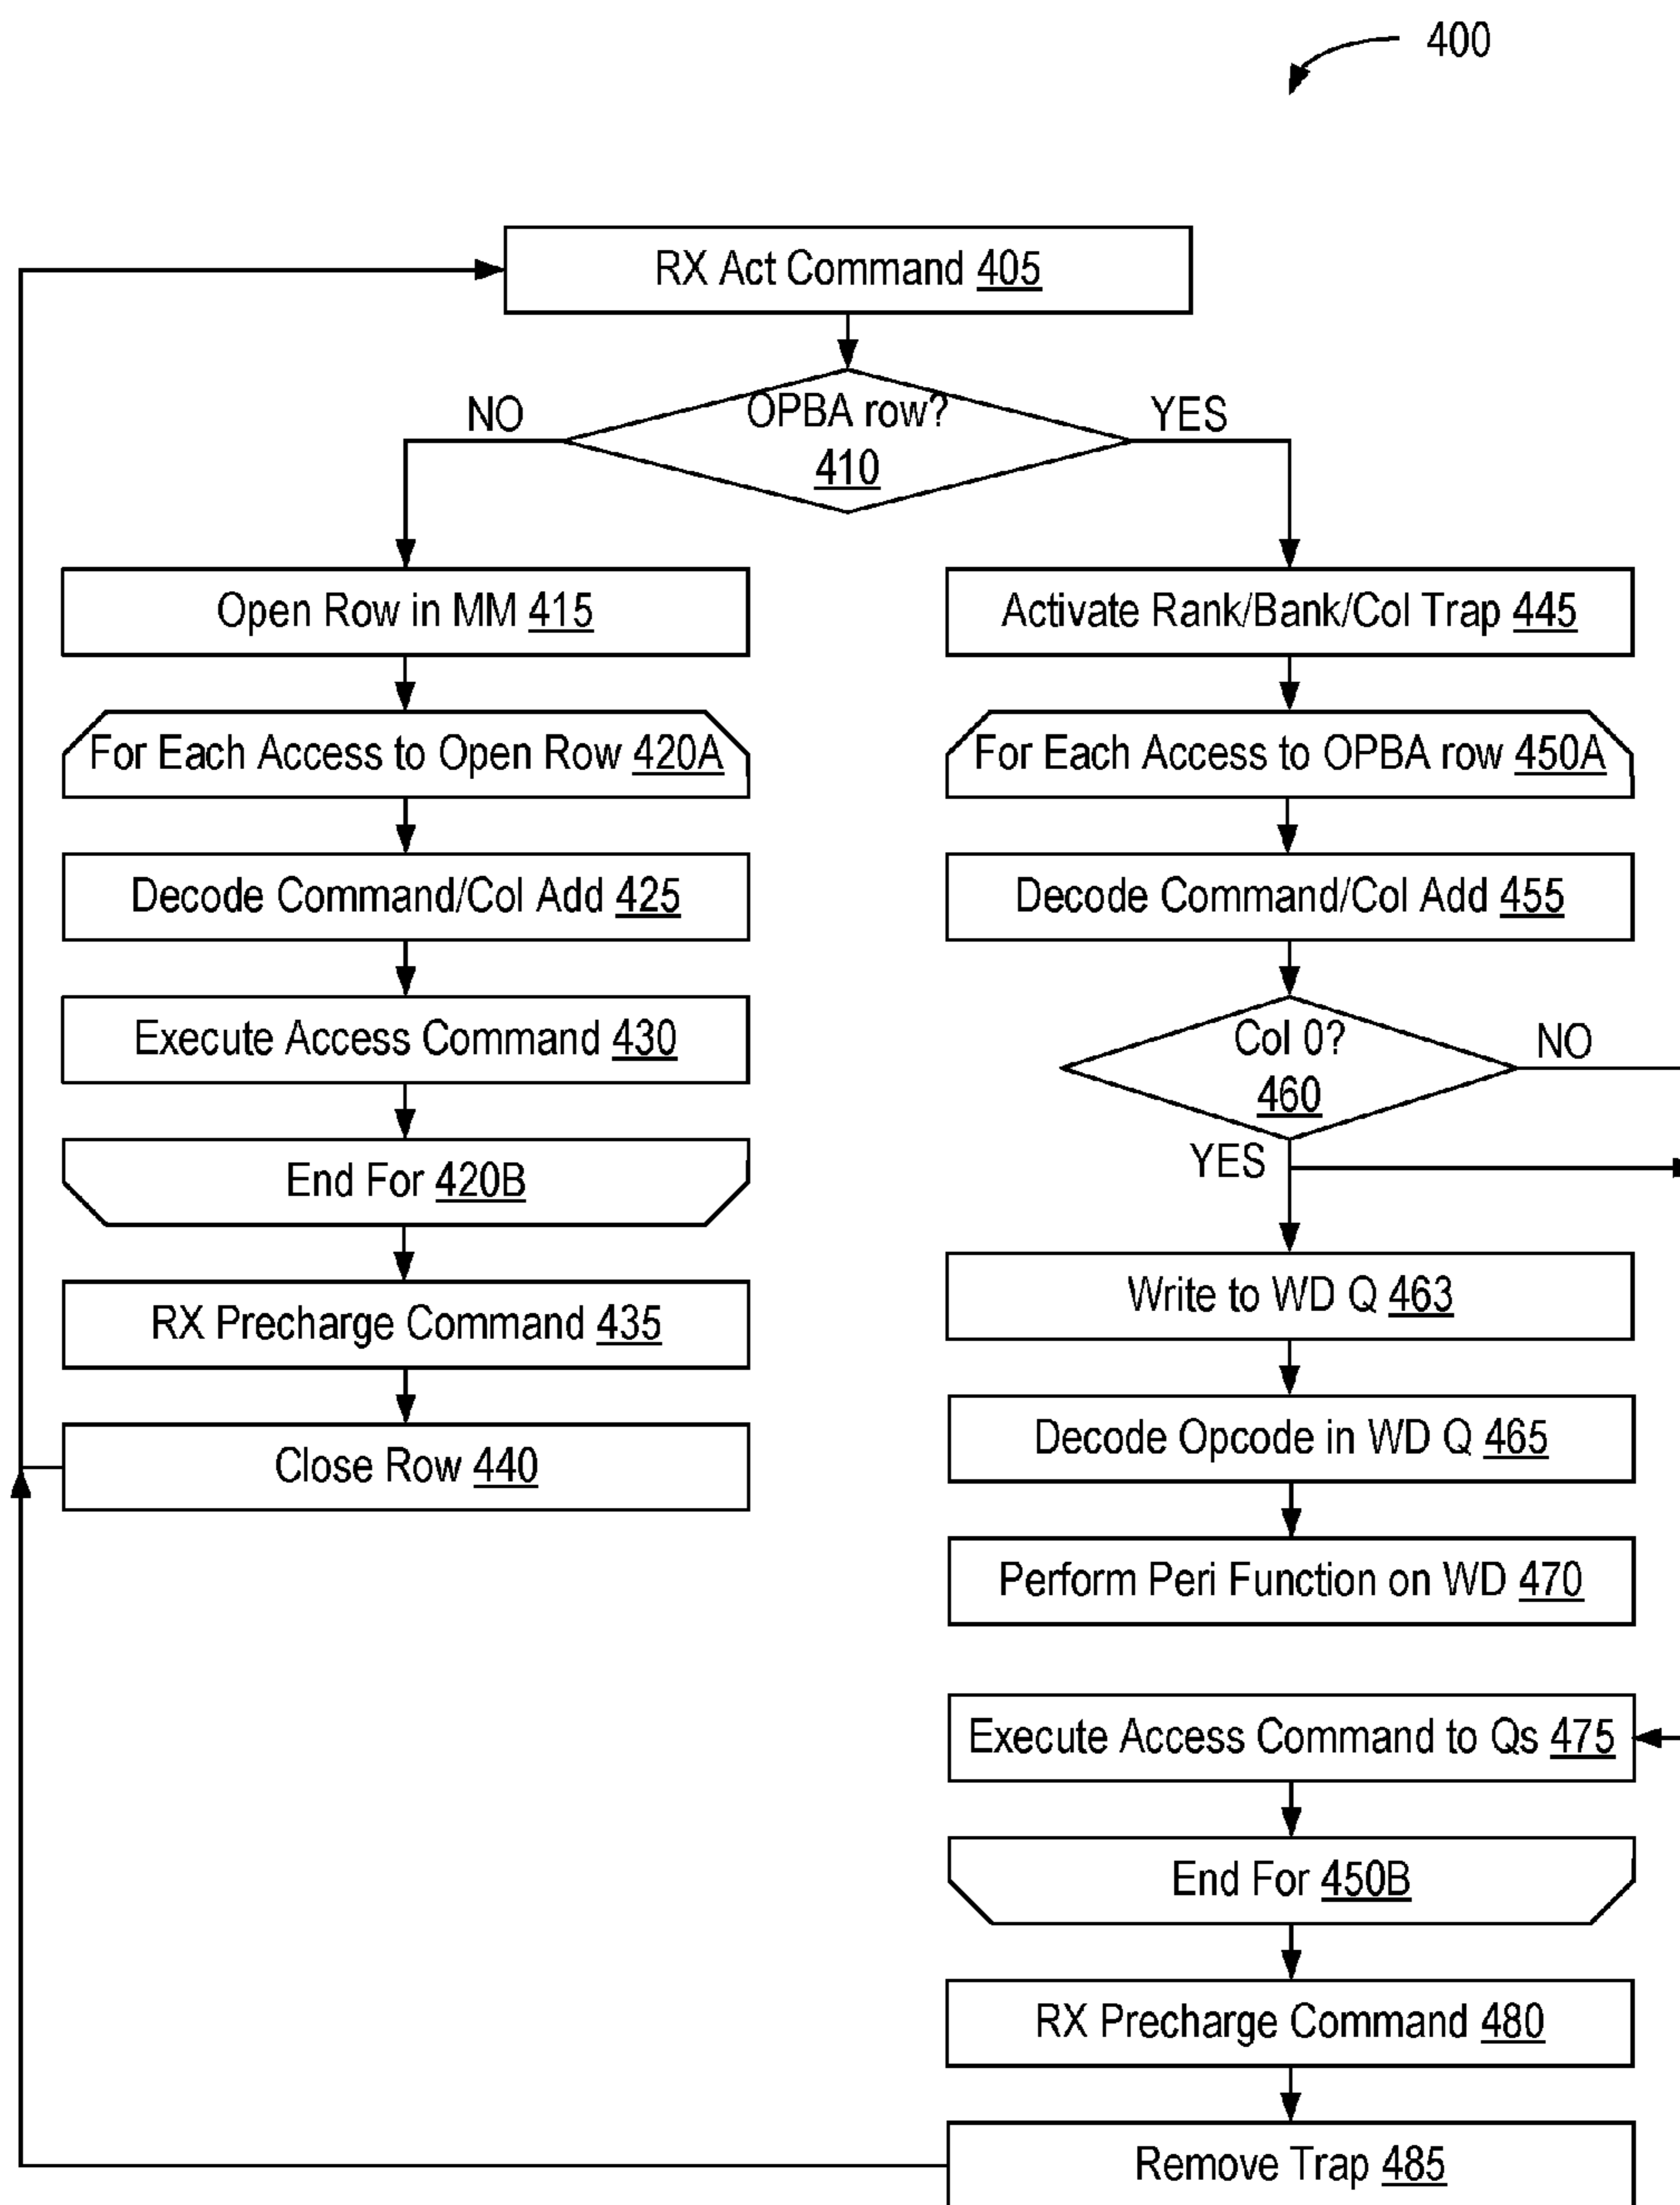 400
RX Act Command 405
OPBA row?
410
NO
YES
Open Row in MM 415
For Each Access to Open Row 420A
Decode Command/Col Add 425
Execute Access Command 430
End For 420B
RX Precharge Command 435
Close Row 440
Activate Rank/Bank/Col Trap 445
For Each Access to OPBA row 450A
Decode Command/Col Add 455
Col 0?
460
NO
YES
Write to WD Q 463
Decode Opcode in WD Q 465
Perform Peri Function on WD 470
Execute Access Command to Qs 475
End For 450B
RX Precharge Command 480
Remove Trap 485